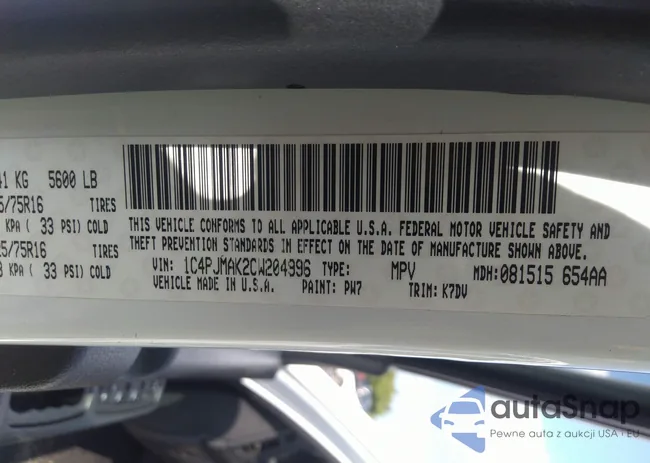 41 KG 5600 LB
5/75R16 TIRES
KPA ( 33 PSI) COLD
5/75R16 TIRES
KPA ( 33 PSI) COLD
THIS VEHICLE CONFORMS TO ALL APPLICABLE U.S.A. FEDERAL MOTOR VEHICLE SAFETY AND
THEFT PREVENTION STANDARDS IN EFFECT ON THE DATE OF MANUFACTURE SHOWN ABOVE.
VIN: 1C4PJMAK2CW204996 TYPE: MPV MDH:081515 654AA
VEHICLE MADE IN U.S.A. PAINT: PW7 TRIM: K7DV
autoSnap
Pewne auta z aukcji USA i EU